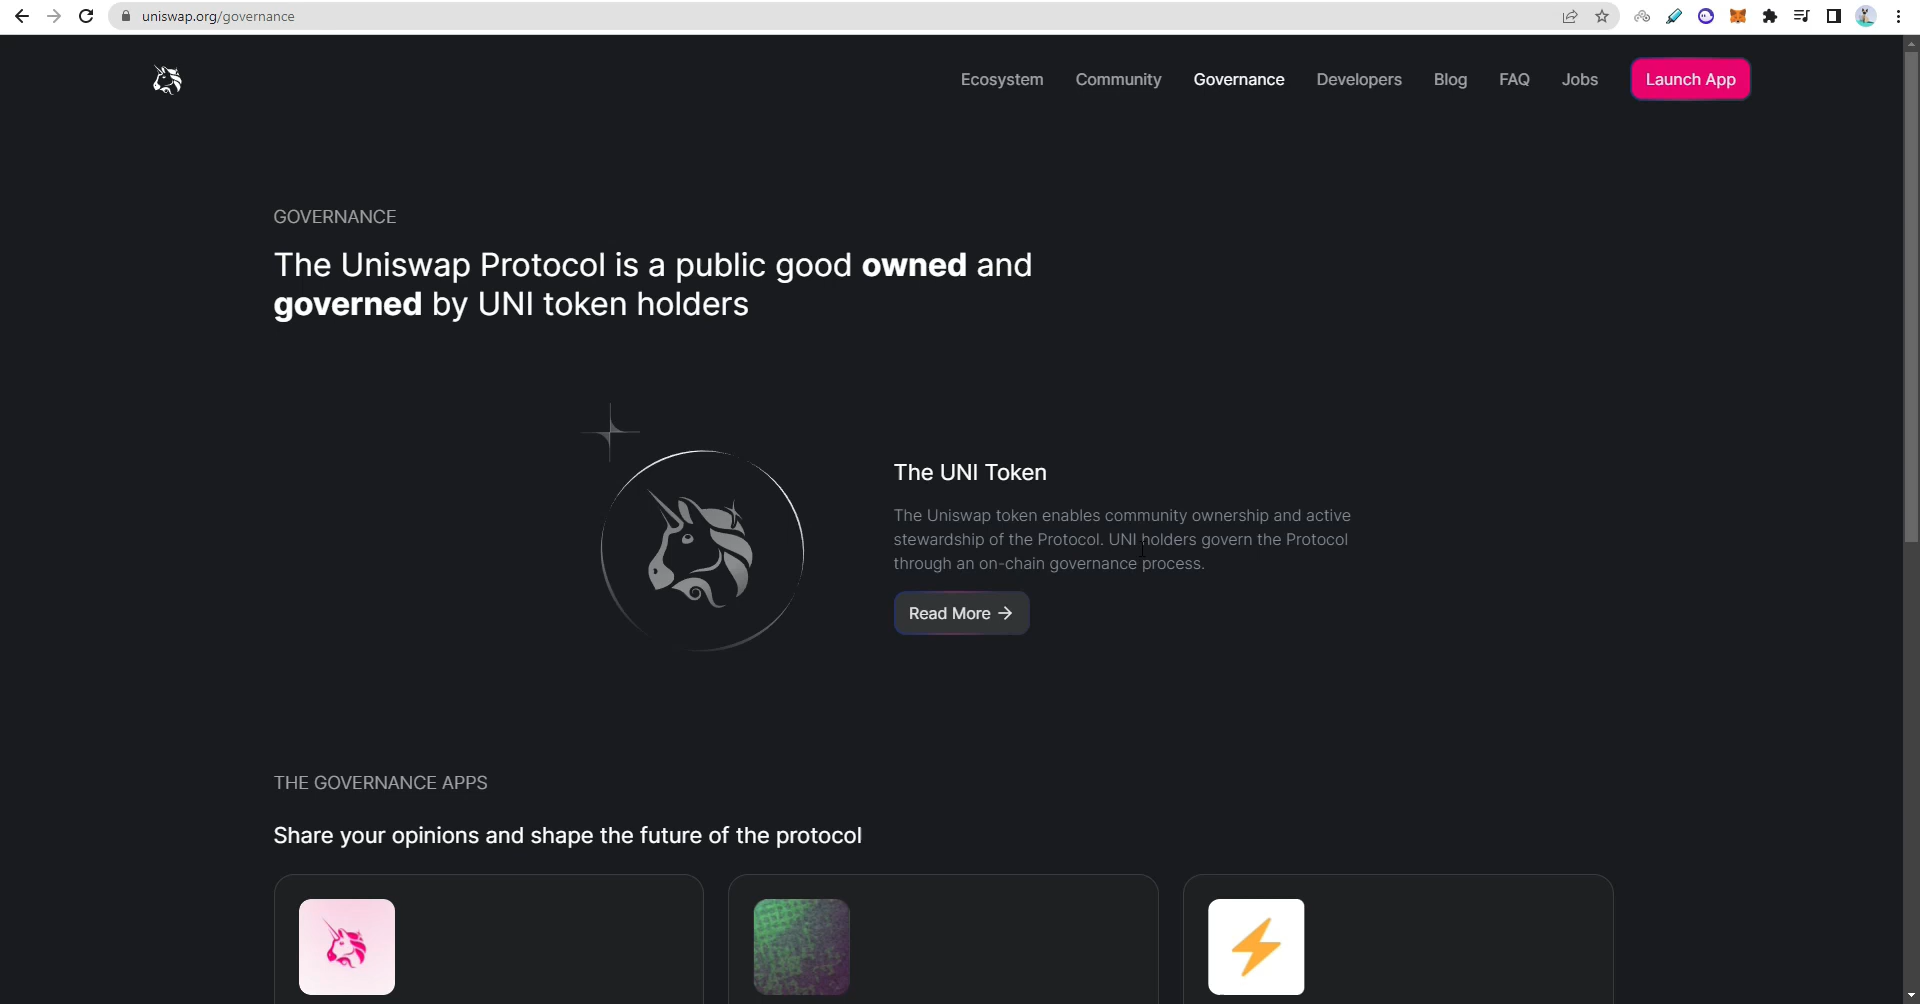 uniswap.org/governance
Ecosystem Community Governance Developers Blog FAQ Jobs Launch App
GOVERNANCE
The Uniswap Protocol is a public good owned and
governed by UNI token holders
The UNI Token
The Uniswap token enables community ownership and active
stewardship of the Protocol. UNI holders govern the Protocol
through an on-chain governance process.
Read More →
THE GOVERNANCE APPS
Share your opinions and shape the future of the protocol